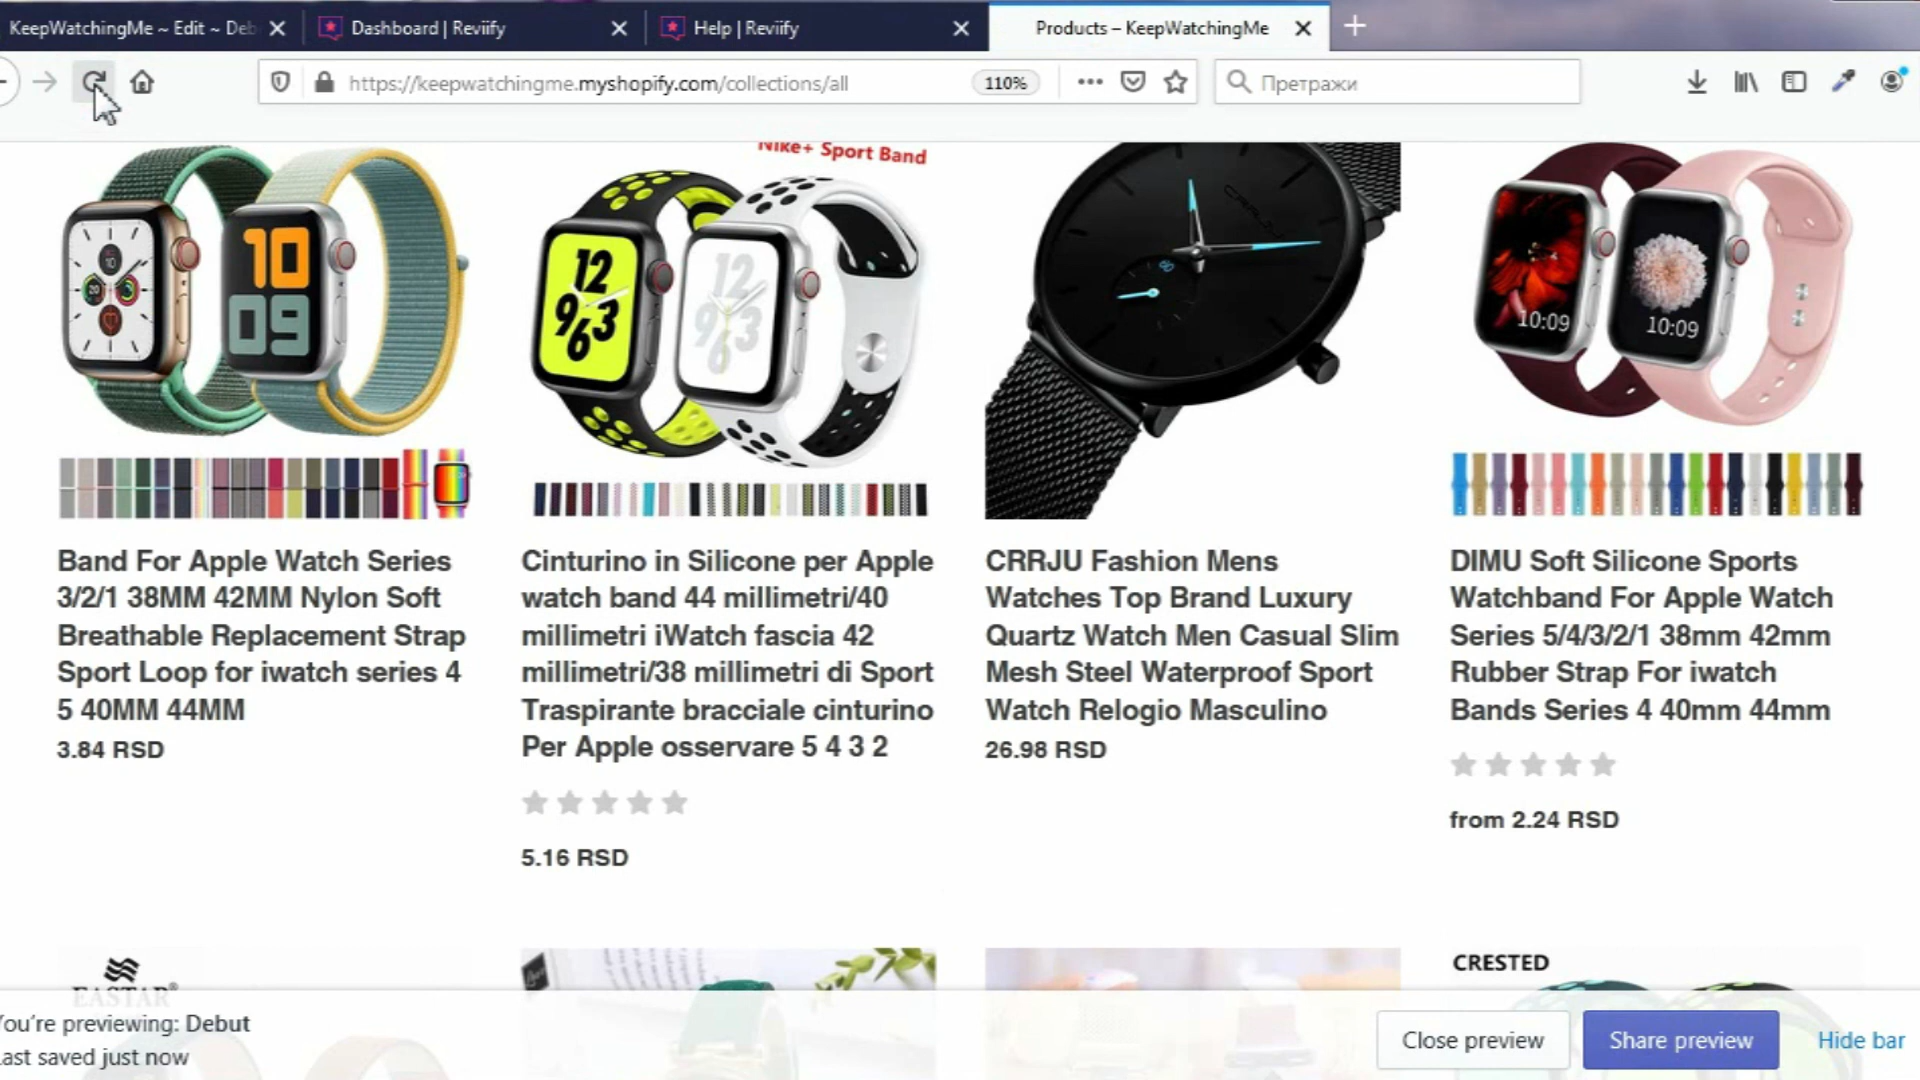 KeepWatchingMe ~ Edit ~ Deb
Dashboard | Reviify
Help | Reviify
Products – KeepWatchingMe
https://keepwatchingme.myshopify.com/collections/all
110%
Претражи
Nike+ Sport Band
10
09
12
9 3
6
12
9 3
6
CRRJU
60
10:09
10:09
Band For Apple Watch Series
3/2/1 38MM 42MM Nylon Soft
Breathable Replacement Strap
Sport Loop for iwatch series 4
5 40MM 44MM
3.84 RSD
Cinturino in Silicone per Apple
watch band 44 millimetri/40
millimetri iWatch fascia 42
millimetri/38 millimetri di Sport
Traspirante bracciale cinturino
Per Apple osservare 5 4 3 2
5.16 RSD
CRRJU Fashion Mens
Watches Top Brand Luxury
Quartz Watch Men Casual Slim
Mesh Steel Waterproof Sport
Watch Relogio Masculino
26.98 RSD
DIMU Soft Silicone Sports
Watchband For Apple Watch
Series 5/4/3/2/1 38mm 42mm
Rubber Strap For iwatch
Bands Series 4 40mm 44mm
from 2.24 RSD
EASTAR®
CRESTED
You're previewing: Debut
Last saved just now
Close preview
Share preview
Hide bar